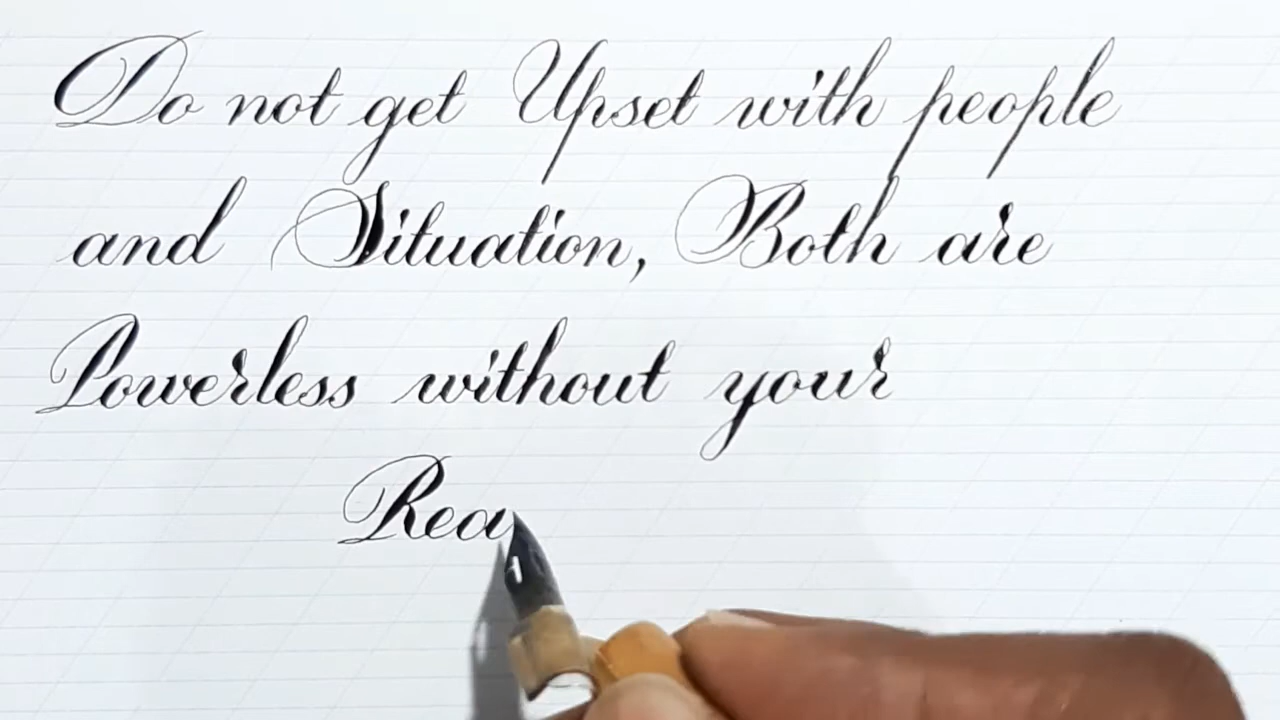 Do not get Upset with people
and Situation, Both are
Powerless without your
Rea